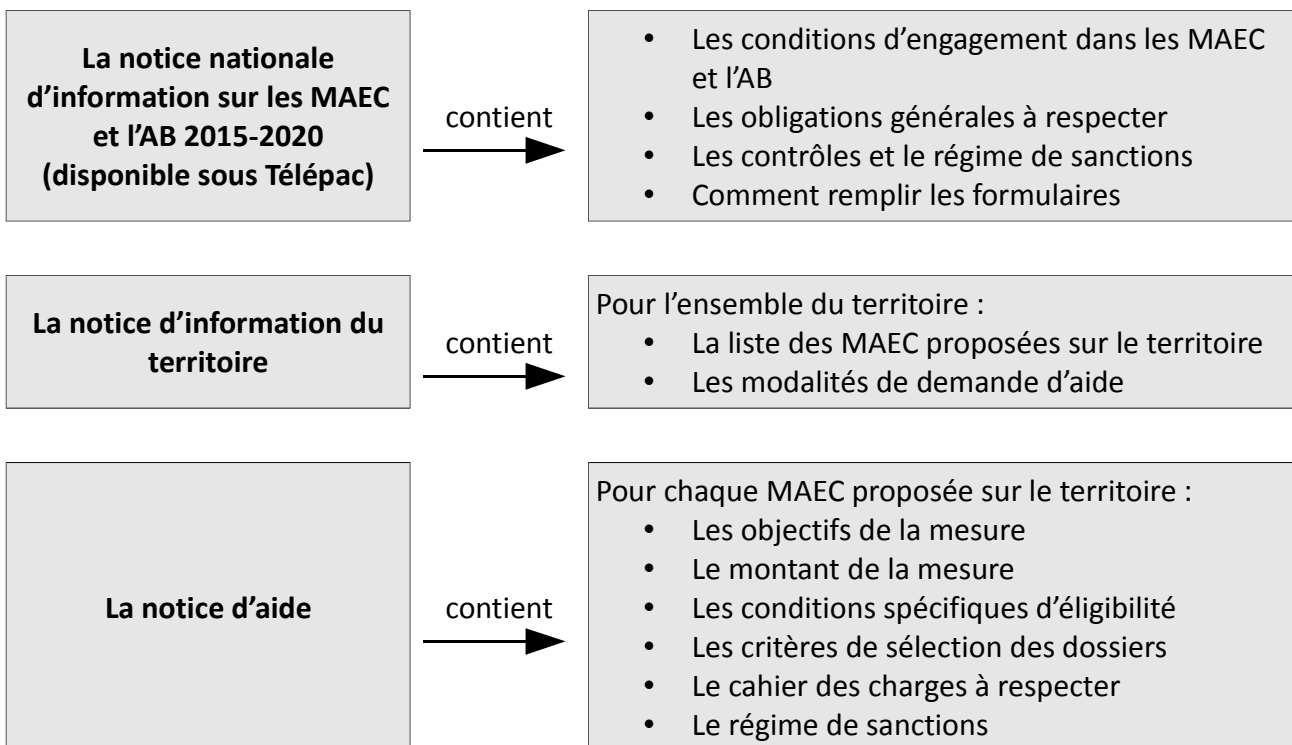 La notice nationale
d’information sur les MAEC
et l’AB 2015-2020
(disponible sous Télépac)
contient
• Les conditions d’engagement dans les MAEC
et l’AB
• Les obligations générales à respecter
• Les contrôles et le régime de sanctions
• Comment remplir les formulaires
La notice d’information du
territoire
contient
Pour l’ensemble du territoire :
• La liste des MAEC proposées sur le territoire
• Les modalités de demande d’aide
La notice d’aide
contient
Pour chaque MAEC proposée sur le territoire :
• Les objectifs de la mesure
• Le montant de la mesure
• Les conditions spécifiques d’éligibilité
• Les critères de sélection des dossiers
• Le cahier des charges à respecter
• Le régime de sanctions